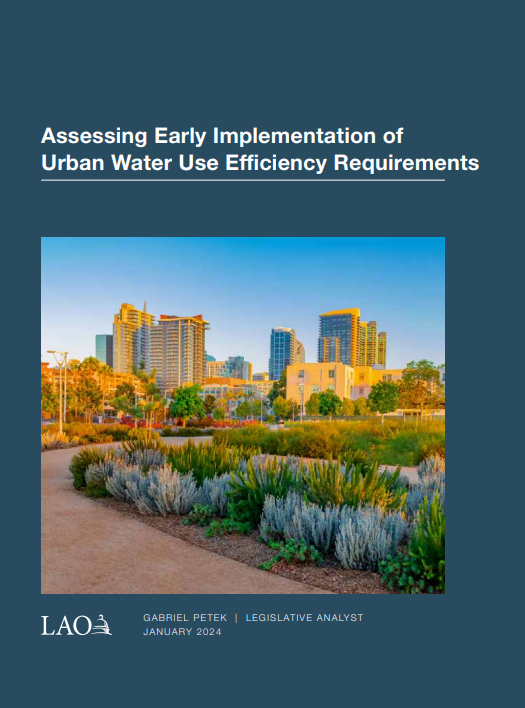 Assessing Early Implementation of
Urban Water Use Efficiency Requirements
LAO
GABRIEL PETEK | LEGISLATIVE ANALYST
JANUARY 2024